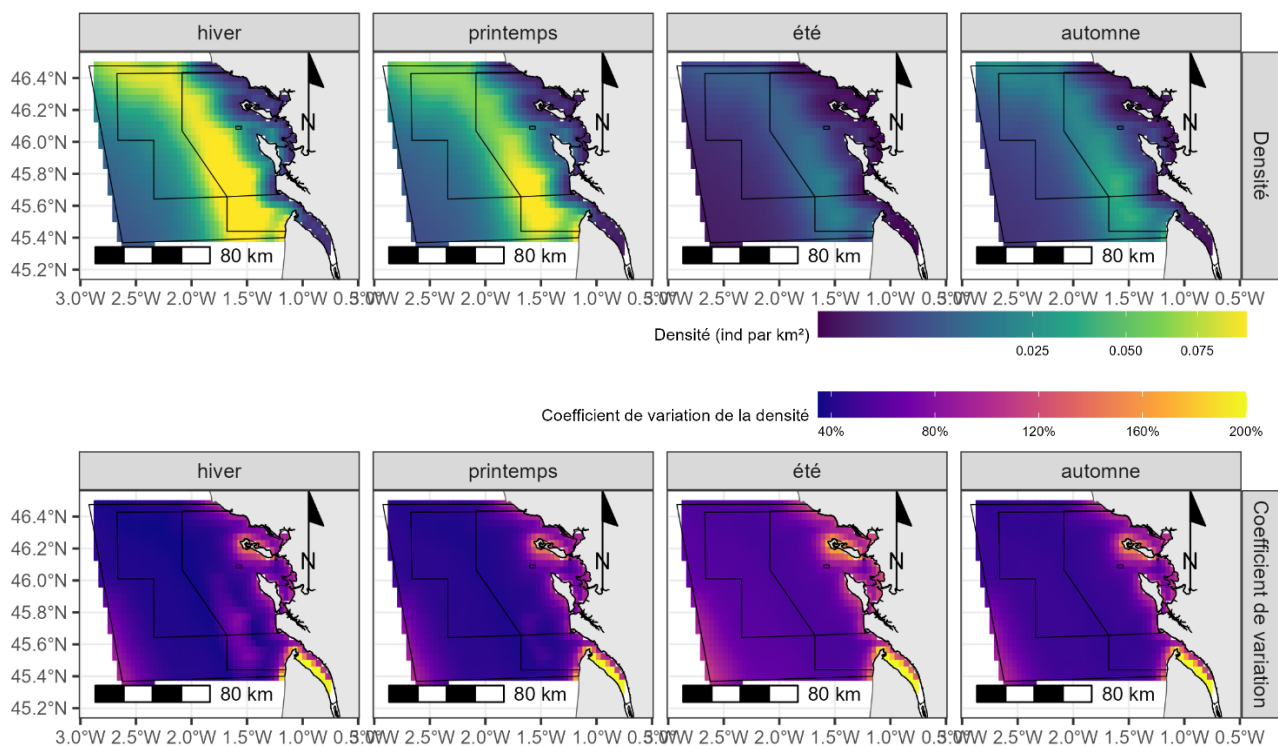 hiver printemps été automne
46.4°N
46.2°N
46.0°N
45.8°N
45.6°N
45.4°N
45.2°N
N N N N
80 km 80 km 80 km 80 km
Densité
3.0°W 2.5°W 2.0°W 1.5°W 1.0°W 0.5°W 2.5°W 2.0°W 1.5°W 1.0°W 0.5°W 2.5°W 2.0°W 1.5°W 1.0°W 0.5°W 2.5°W 2.0°W 1.5°W 1.0°W 0.5°W
Densité (ind par km²)
0.025 0.050 0.075
Coefficient de variation de la densité
40% 80% 120% 160% 200%
hiver printemps été automne
46.4°N
46.2°N
46.0°N
45.8°N
45.6°N
45.4°N
45.2°N
N N N N
80 km 80 km 80 km 80 km
Coefficient de variation
3.0°W 2.5°W 2.0°W 1.5°W 1.0°W 0.5°W 2.5°W 2.0°W 1.5°W 1.0°W 0.5°W 2.5°W 2.0°W 1.5°W 1.0°W 0.5°W 2.5°W 2.0°W 1.5°W 1.0°W 0.5°W